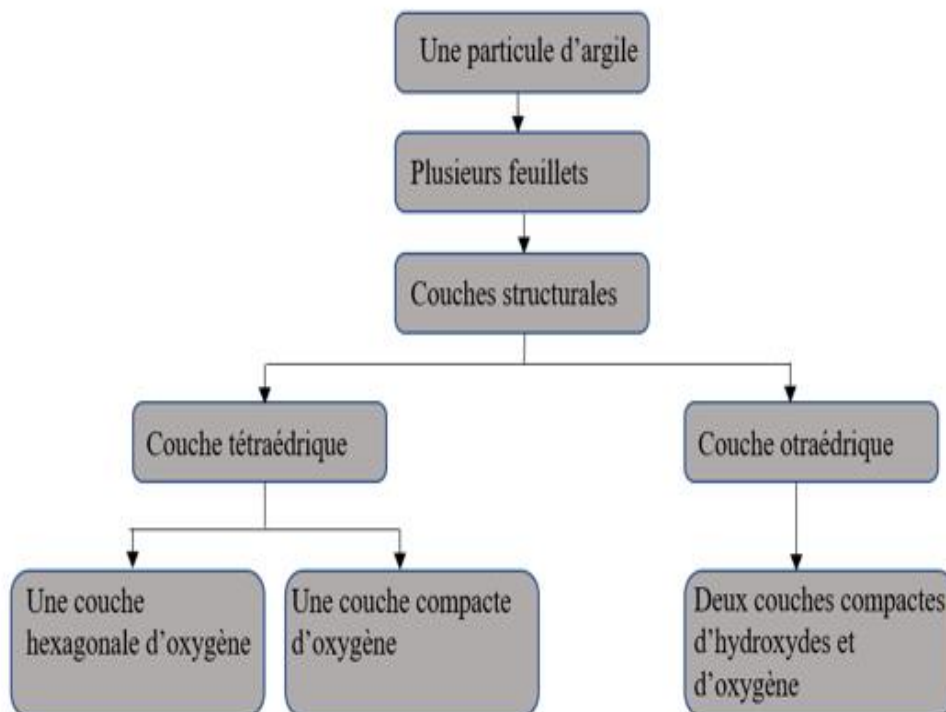 Une particule d’argile
Plusieurs feuillets
Couches structurales
Couche tétraédrique
Couche otraédrique
Une couche
hexagonale d’oxygène
Une couche compacte
d’oxygène
Deux couches compactes
d’hydroxydes et
d’oxygène